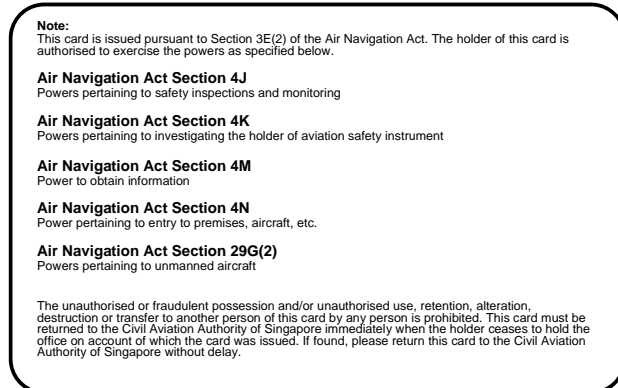 Note:
This card is issued pursuant to Section 3E(2) of the Air Navigation Act. The holder of this card is
authorised to exercise the powers as specified below.
Air Navigation Act Section 4J
Powers pertaining to safety inspections and monitoring
Air Navigation Act Section 4K
Powers pertaining to investigating the holder of aviation safety instrument
Air Navigation Act Section 4M
Power to obtain information
Air Navigation Act Section 4N
Power pertaining to entry to premises, aircraft, etc.
Air Navigation Act Section 29G(2)
Powers pertaining to unmanned aircraft
The unauthorised or fraudulent possession and/or unauthorised use, retention, alteration,
destruction or transfer to another person of this card by any person is prohibited. This card must be
returned to the Civil Aviation Authority of Singapore immediately when the holder ceases to hold the
office on account of which the card was issued. If found, please return this card to the Civil Aviation
Authority of Singapore without delay.